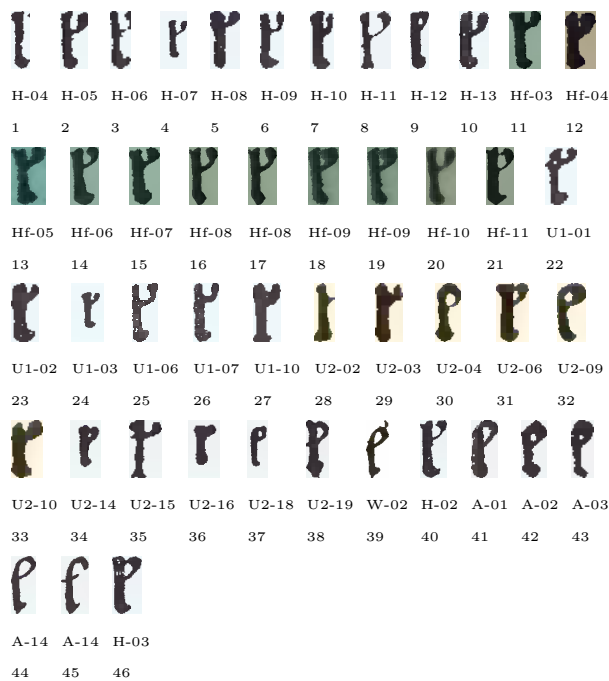 H-04 H-05 H-06 H-07 H-08 H-09 H-10 H-11 H-12 H-13 Hf-03 Hf-04
1 2 3 4 5 6 7 8 9 10 11 12
Hf-05 Hf-06 Hf-07 Hf-08 Hf-08 Hf-09 Hf-09 Hf-10 Hf-11 U1-01
13 14 15 16 17 18 19 20 21 22
U1-02 U1-03 U1-06 U1-07 U1-10 U2-02 U2-03 U2-04 U2-06 U2-09
23 24 25 26 27 28 29 30 31 32
U2-10 U2-14 U2-15 U2-16 U2-18 U2-19 W-02 H-02 A-01 A-02 A-03
33 34 35 36 37 38 39 40 41 42 43
A-14 A-14 H-03
44 45 46